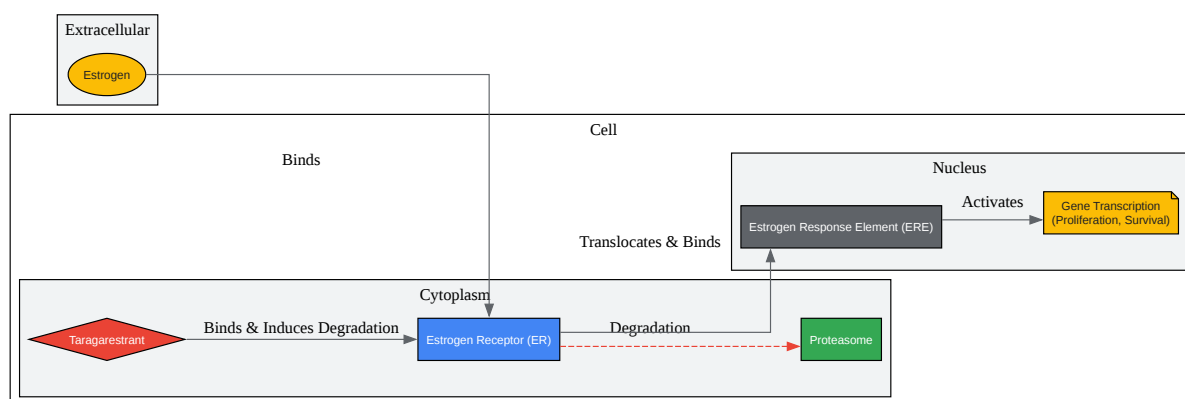 Extracellular
Estrogen
Cell
Binds
Nucleus
Estrogen Response Element (ERE)
Activates
Gene Transcription
(Proliferation, Survival)
Translocates & Binds
Cytoplasm
Taragarestrant
Binds & Induces Degradation
Estrogen Receptor (ER)
Degradation
Proteasome